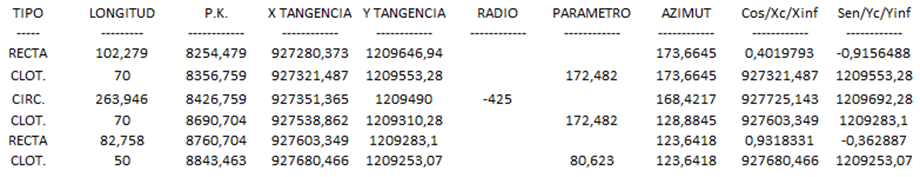 TIPO LONGITUD P.K. X TANGENCIA Y TANGENCIA RADIO PARAMETRO AZIMUT Cos/Xc/Xinf Sen/Yc/Yinf
----- --------- ------------ ------------ ------------ ------------ ------------ --------- ------------ ---------
RECTA 102,279 8254,479 927280,373 1209646,94 173,6645 0,4019793 -0,9156488
CLOT. 70 8356,759 927321,487 1209553,28 172,482 173,6645 927321,487 1209553,28
CIRC. 263,946 8426,759 927351,365 1209490 -425 168,4217 927725,143 1209692,28
CLOT. 70 8690,704 927538,862 1209310,28 172,482 128,8845 927603,349 1209283,1
RECTA 82,758 8760,704 927603,349 1209283,1 123,6418 0,9318331 -0,362887
CLOT. 50 8843,463 927680,466 1209253,07 80,623 123,6418 927680,466 1209253,07